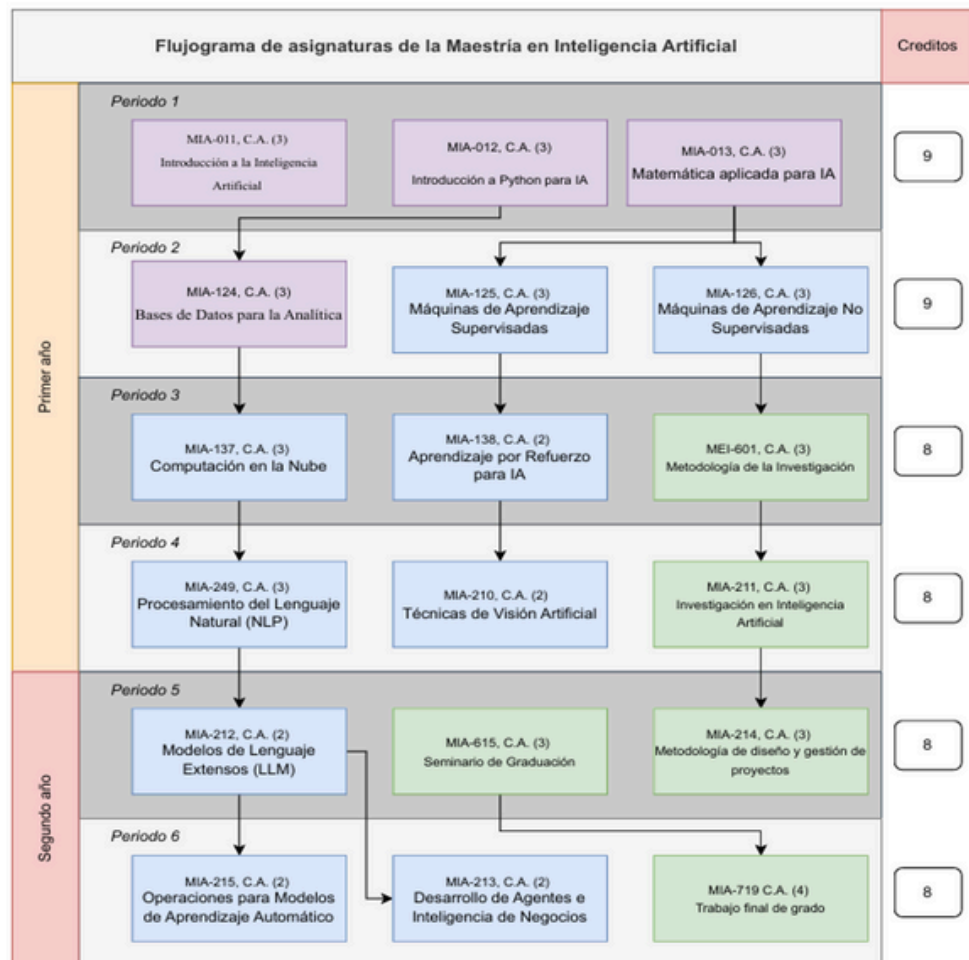 Flujograma de asignaturas de la Maestría en Inteligencia Artificial
Creditos
Primer año
Periodo 1
MIA-011, C.A. (3)
Introducción a la Inteligencia
Artificial
MIA-012, C.A. (3)
Introducción a Python para IA
MIA-013, C.A. (3)
Matemática aplicada para IA
9
Periodo 2
MIA-124, C.A. (3)
Bases de Datos para la Analítica
MIA-125, C.A. (3)
Máquinas de Aprendizaje
Supervisadas
MIA-126, C.A. (3)
Máquinas de Aprendizaje No
Supervisadas
9
Periodo 3
MIA-137, C.A. (3)
Computación en la Nube
MIA-138, C.A. (2)
Aprendizaje por Refuerzo
para IA
MEI-601, C.A. (3)
Metodología de la Investigación
8
Periodo 4
MIA-249, C.A. (3)
Procesamiento del Lenguaje
Natural (NLP)
MIA-210, C.A. (2)
Técnicas de Visión Artificial
MIA-211, C.A. (3)
Investigación en Inteligencia
Artificial
8
Segundo año
Periodo 5
MIA-212, C.A. (2)
Modelos de Lenguaje
Extensos (LLM)
MIA-615, C.A. (3)
Seminario de Graduación
MIA-214, C.A. (3)
Metodología de diseño y gestión de
proyectos
8
Periodo 6
MIA-215, C.A. (2)
Operaciones para Modelos
de Aprendizaje Automático
MIA-213, C.A. (2)
Desarrollo de Agentes e
Inteligencia de Negocios
MIA-719 C.A. (4)
Trabajo final de grado
8